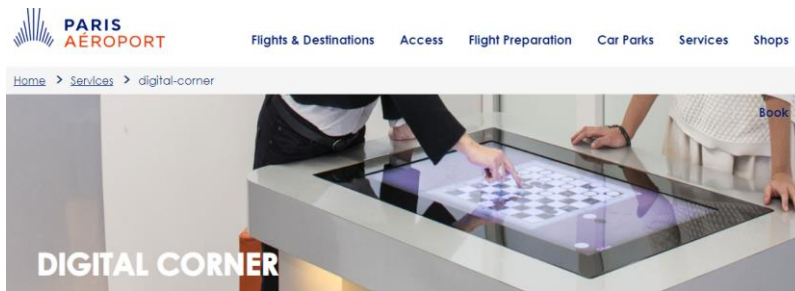 PARIS
AÉROPORT
Flights & Destinations Access Flight Preparation Car Parks Services Shops
Home > Services > digital-corner
Book
DIGITAL CORNER